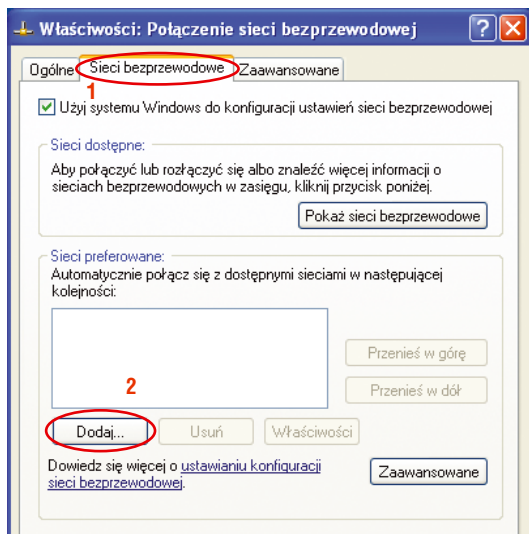 Właściwości: Połączenie sieci bezprzewodowej
Ogólne Sieci bezprzewodowe Zaawansowane
1
Użyj systemu Windows do konfiguracji ustawień sieci bezprzewodowej
Sieci dostępne:
Aby połączyć lub rozłączyć się albo znaleźć więcej informacji o
sieciach bezprzewodowych w zasięgu, kliknij przycisk poniżej.
Pokaż sieci bezprzewodowe
Sieci preferowane:
Automatycznie połącz się z dostępnymi sieciami w następującej
kolejności:
Przenieś w górę
Przenieś w dół
2
Dodaj... Usuń Właściwości
Dowiedz się więcej o ustawianiu konfiguracji
sieci bezprzewodowej.
Zaawansowane